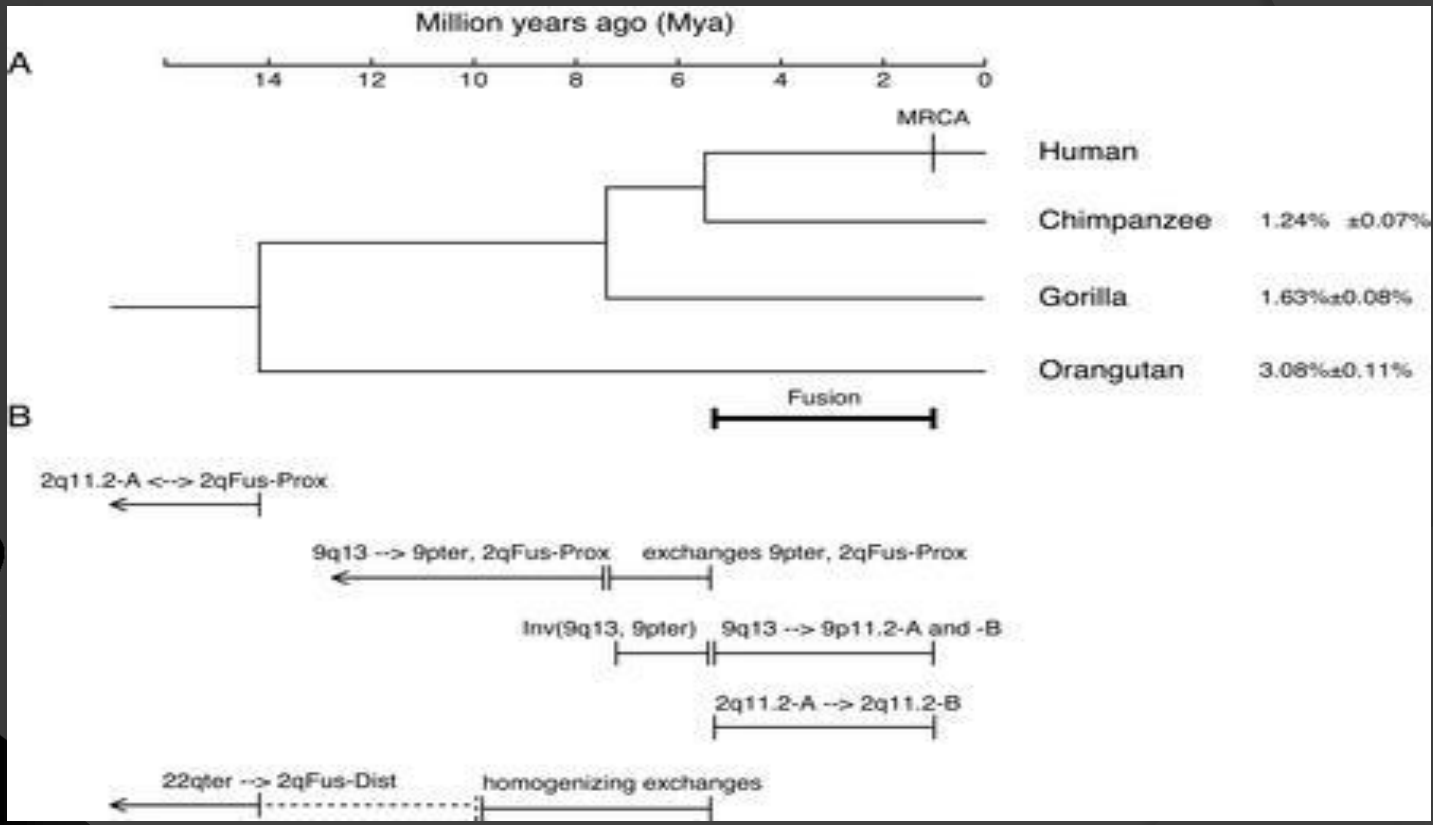 Million years ago (Mya)
A
14 12 10 8 6 4 2 0
MRCA
Human
Chimpanzee 1.24% ±0.07%
Gorilla 1.63%±0.08%
Orangutan 3.08%±0.11%
Fusion
B
2q11.2-A <--> 2qFus-Prox
9q13 --> 9pter, 2qFus-Prox exchanges 9pter, 2qFus-Prox
Inv(9q13, 9pter) 9q13 --> 9p11.2-A and -B
2q11.2-A --> 2q11.2-B
22qter --> 2qFus-Dist homogenizing exchanges